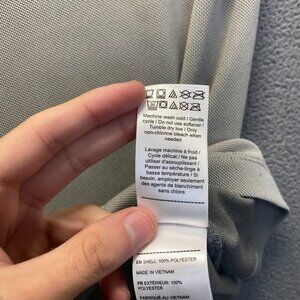 Machine wash cold / Gentle
cycle / Do not use softener /
Tumble dry low / Only
non-chlorine bleach when
needed
Lavage machine à froid /
Cycle délicat / Ne pas
utiliser d'assouplissant /
Passer au sèche-linge à
basse température / Si
besoin, employer seulement
des agents de blanchiment
sans chlore
EN SHELL: 100% POLYESTER
MADE IN VIETNAM
FR EXTÉRIEUR: 100% POLYESTER
FABRIQUÉ AU VIETNAM